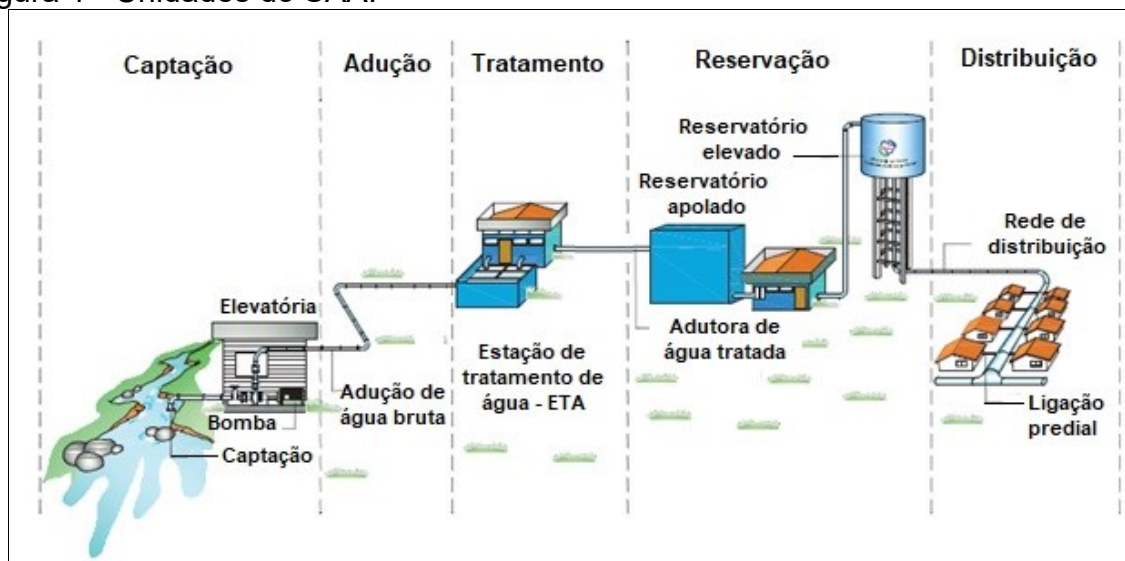 Captação
Adução
Tratamento
Reservação
Distribuição
Reservatório
elevado
Reservatório
apolado
Rede de
distribuição
Elevatória
Adutora de
água tratada
Estação de
tratamento de
água - ETA
Adução de
água bruta
Bomba
Captação
Ligação
predial